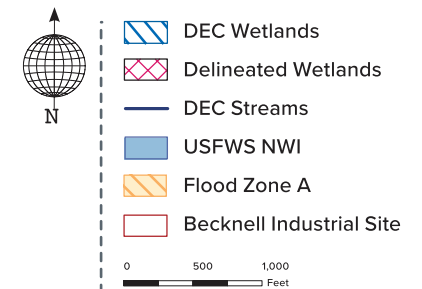 DEC Wetlands
Delineated Wetlands
DEC Streams
N
USFWS NWI
Flood Zone A
Becknell Industrial Site
0 500 1,000
Feet